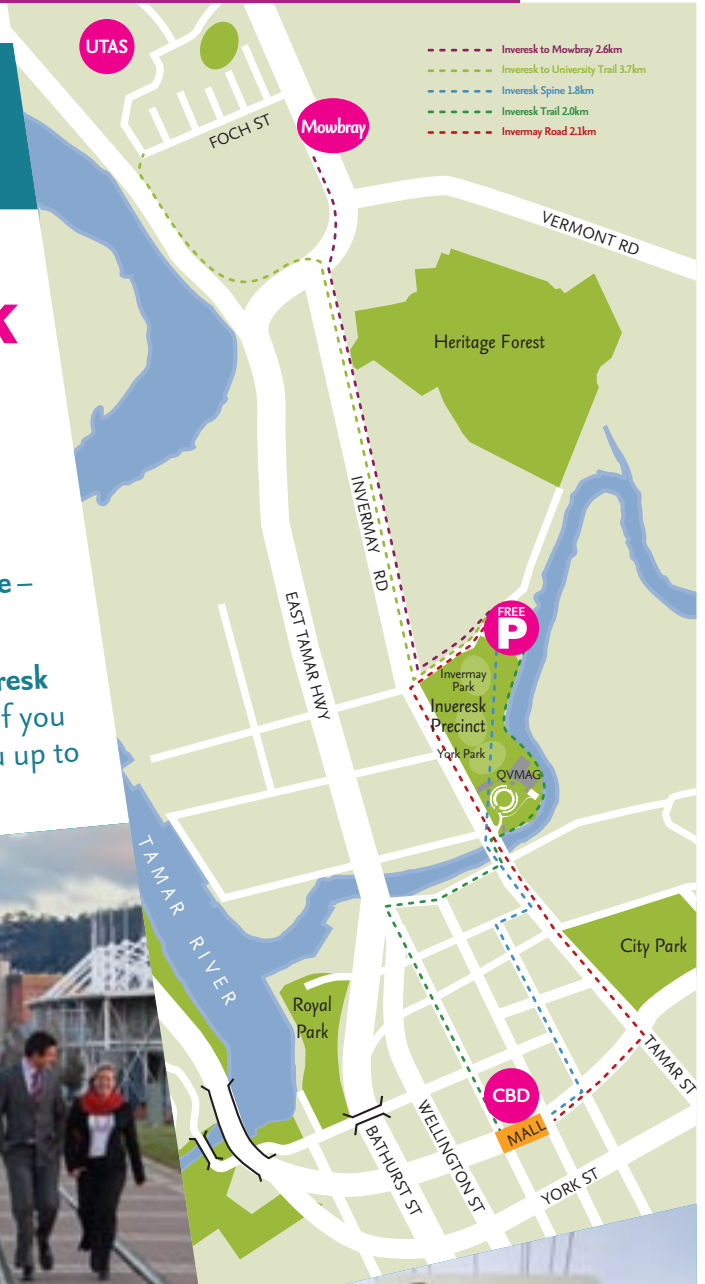 UTAS
Inveresk to Mowbray 2.6km
Inveresk to University Trail 3.7km
Inveresk Spine 1.8km
Inveresk Trail 2.0km
Invermay Road 2.1km
FOCH ST
Mowbray
VERMONT RD
k
Heritage Forest
INVERMAY RD
e –
EAST TAMAR HWY
FREE
P
resk
f you
u up to
Invermay
Park
Inveresk
Precinct
York Park
QVMAG
TAMAR RIVER
City Park
Royal
Park
TAMAR ST
CBD
MALL
WELLINGTON ST
BATHURST ST
YORK ST